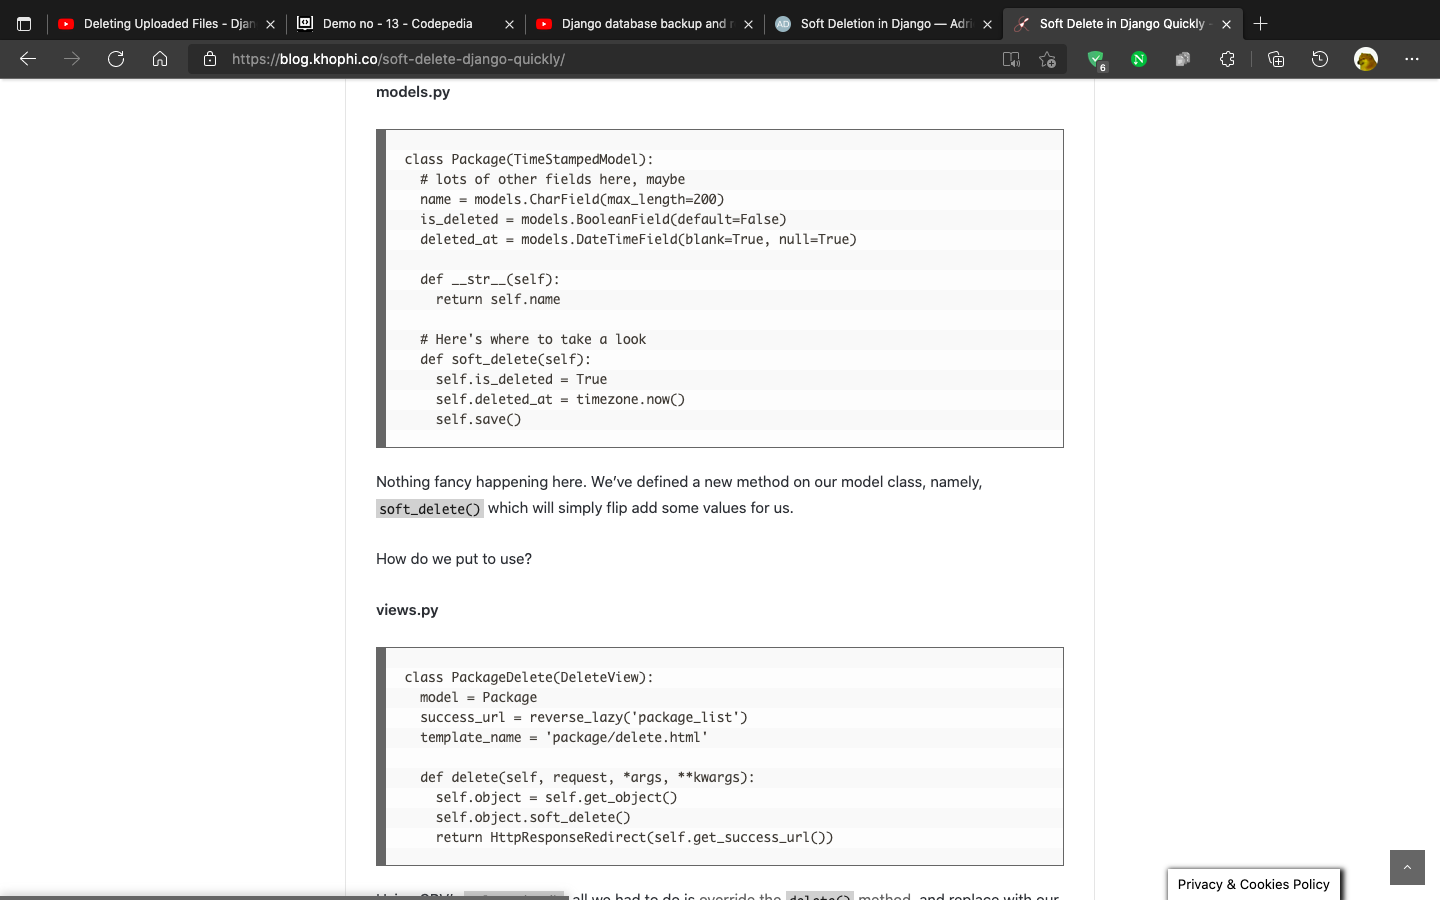 Deleting Uploaded Files - Djan
Demo no - 13 - Codepedia
Django database backup and r
AD
Soft Deletion in Django — Adri
Soft Delete in Django Quickly -
https://blog.khophi.co/soft-delete-django-quickly/
6
N
models.py
class Package(TimeStampedModel):
# lots of other fields here, maybe
name = models.CharField(max_length=200)
is_deleted = models.BooleanField(default=False)
deleted_at = models.DateTimeField(blank=True, null=True)
def __str__(self):
return self.name
# Here's where to take a look
def soft_delete(self):
self.is_deleted = True
self.deleted_at = timezone.now()
self.save()
Nothing fancy happening here. We’ve defined a new method on our model class, namely,
soft_delete() which will simply flip add some values for us.
How do we put to use?
views.py
class PackageDelete(DeleteView):
model = Package
success_url = reverse_lazy('package_list')
template_name = 'package/delete.html'
def delete(self, request, *args, **kwargs):
self.object = self.get_object()
self.object.soft_delete()
return HttpResponseRedirect(self.get_success_url())
all we had to do is override the delete() method, and replace with our
Privacy & Cookies Policy